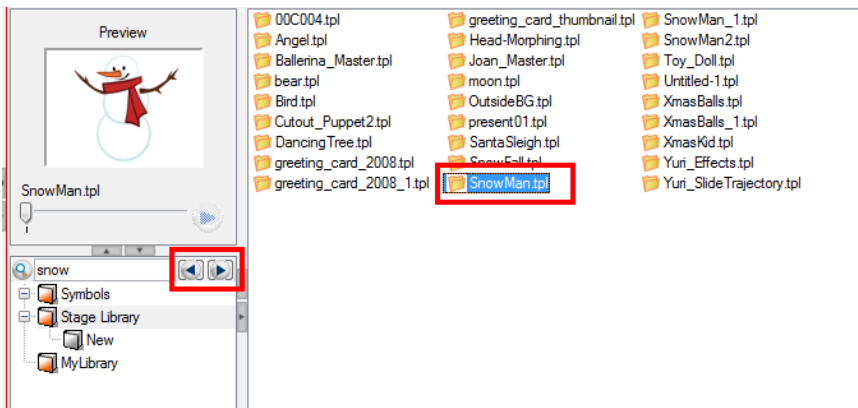 Preview
SnowMan.tpl
snow
Symbols
Stage Library
New
MyLibrary
00C004.tpl
Angel.tpl
Ballerina_Master.tpl
bear.tpl
Bird.tpl
Cutout_Puppet2.tpl
DancingTree.tpl
greeting_card_2008.tpl
greeting_card_2008_1.tpl
greeting_card_thumbnail.tpl
Head-Morphing.tpl
Joan_Master.tpl
moon.tpl
OutsideBG.tpl
present01.tpl
SantaSleigh.tpl
SnowFall.tpl
SnowMan.tpl
SnowMan_1.tpl
SnowMan2.tpl
Toy_Doll.tpl
Untitled-1.tpl
XmasBalls.tpl
XmasBalls_1.tpl
XmasKid.tpl
Yuri_Effects.tpl
Yuri_SlideTrajectory.tpl